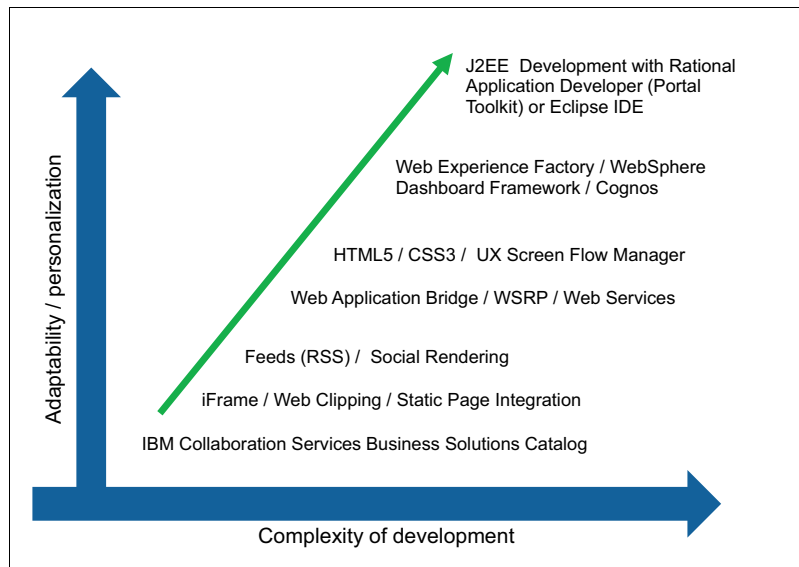 J2EE Development with Rational
Application Developer (Portal
Toolkit) or Eclipse IDE
Web Experience Factory / WebSphere
Dashboard Framework / Cognos
HTML5 / CSS3 / UX Screen Flow Manager
Web Application Bridge / WSRP / Web Services
Feeds (RSS) / Social Rendering
iFrame / Web Clipping / Static Page Integration
IBM Collaboration Services Business Solutions Catalog
Adaptability / personalization
Complexity of development